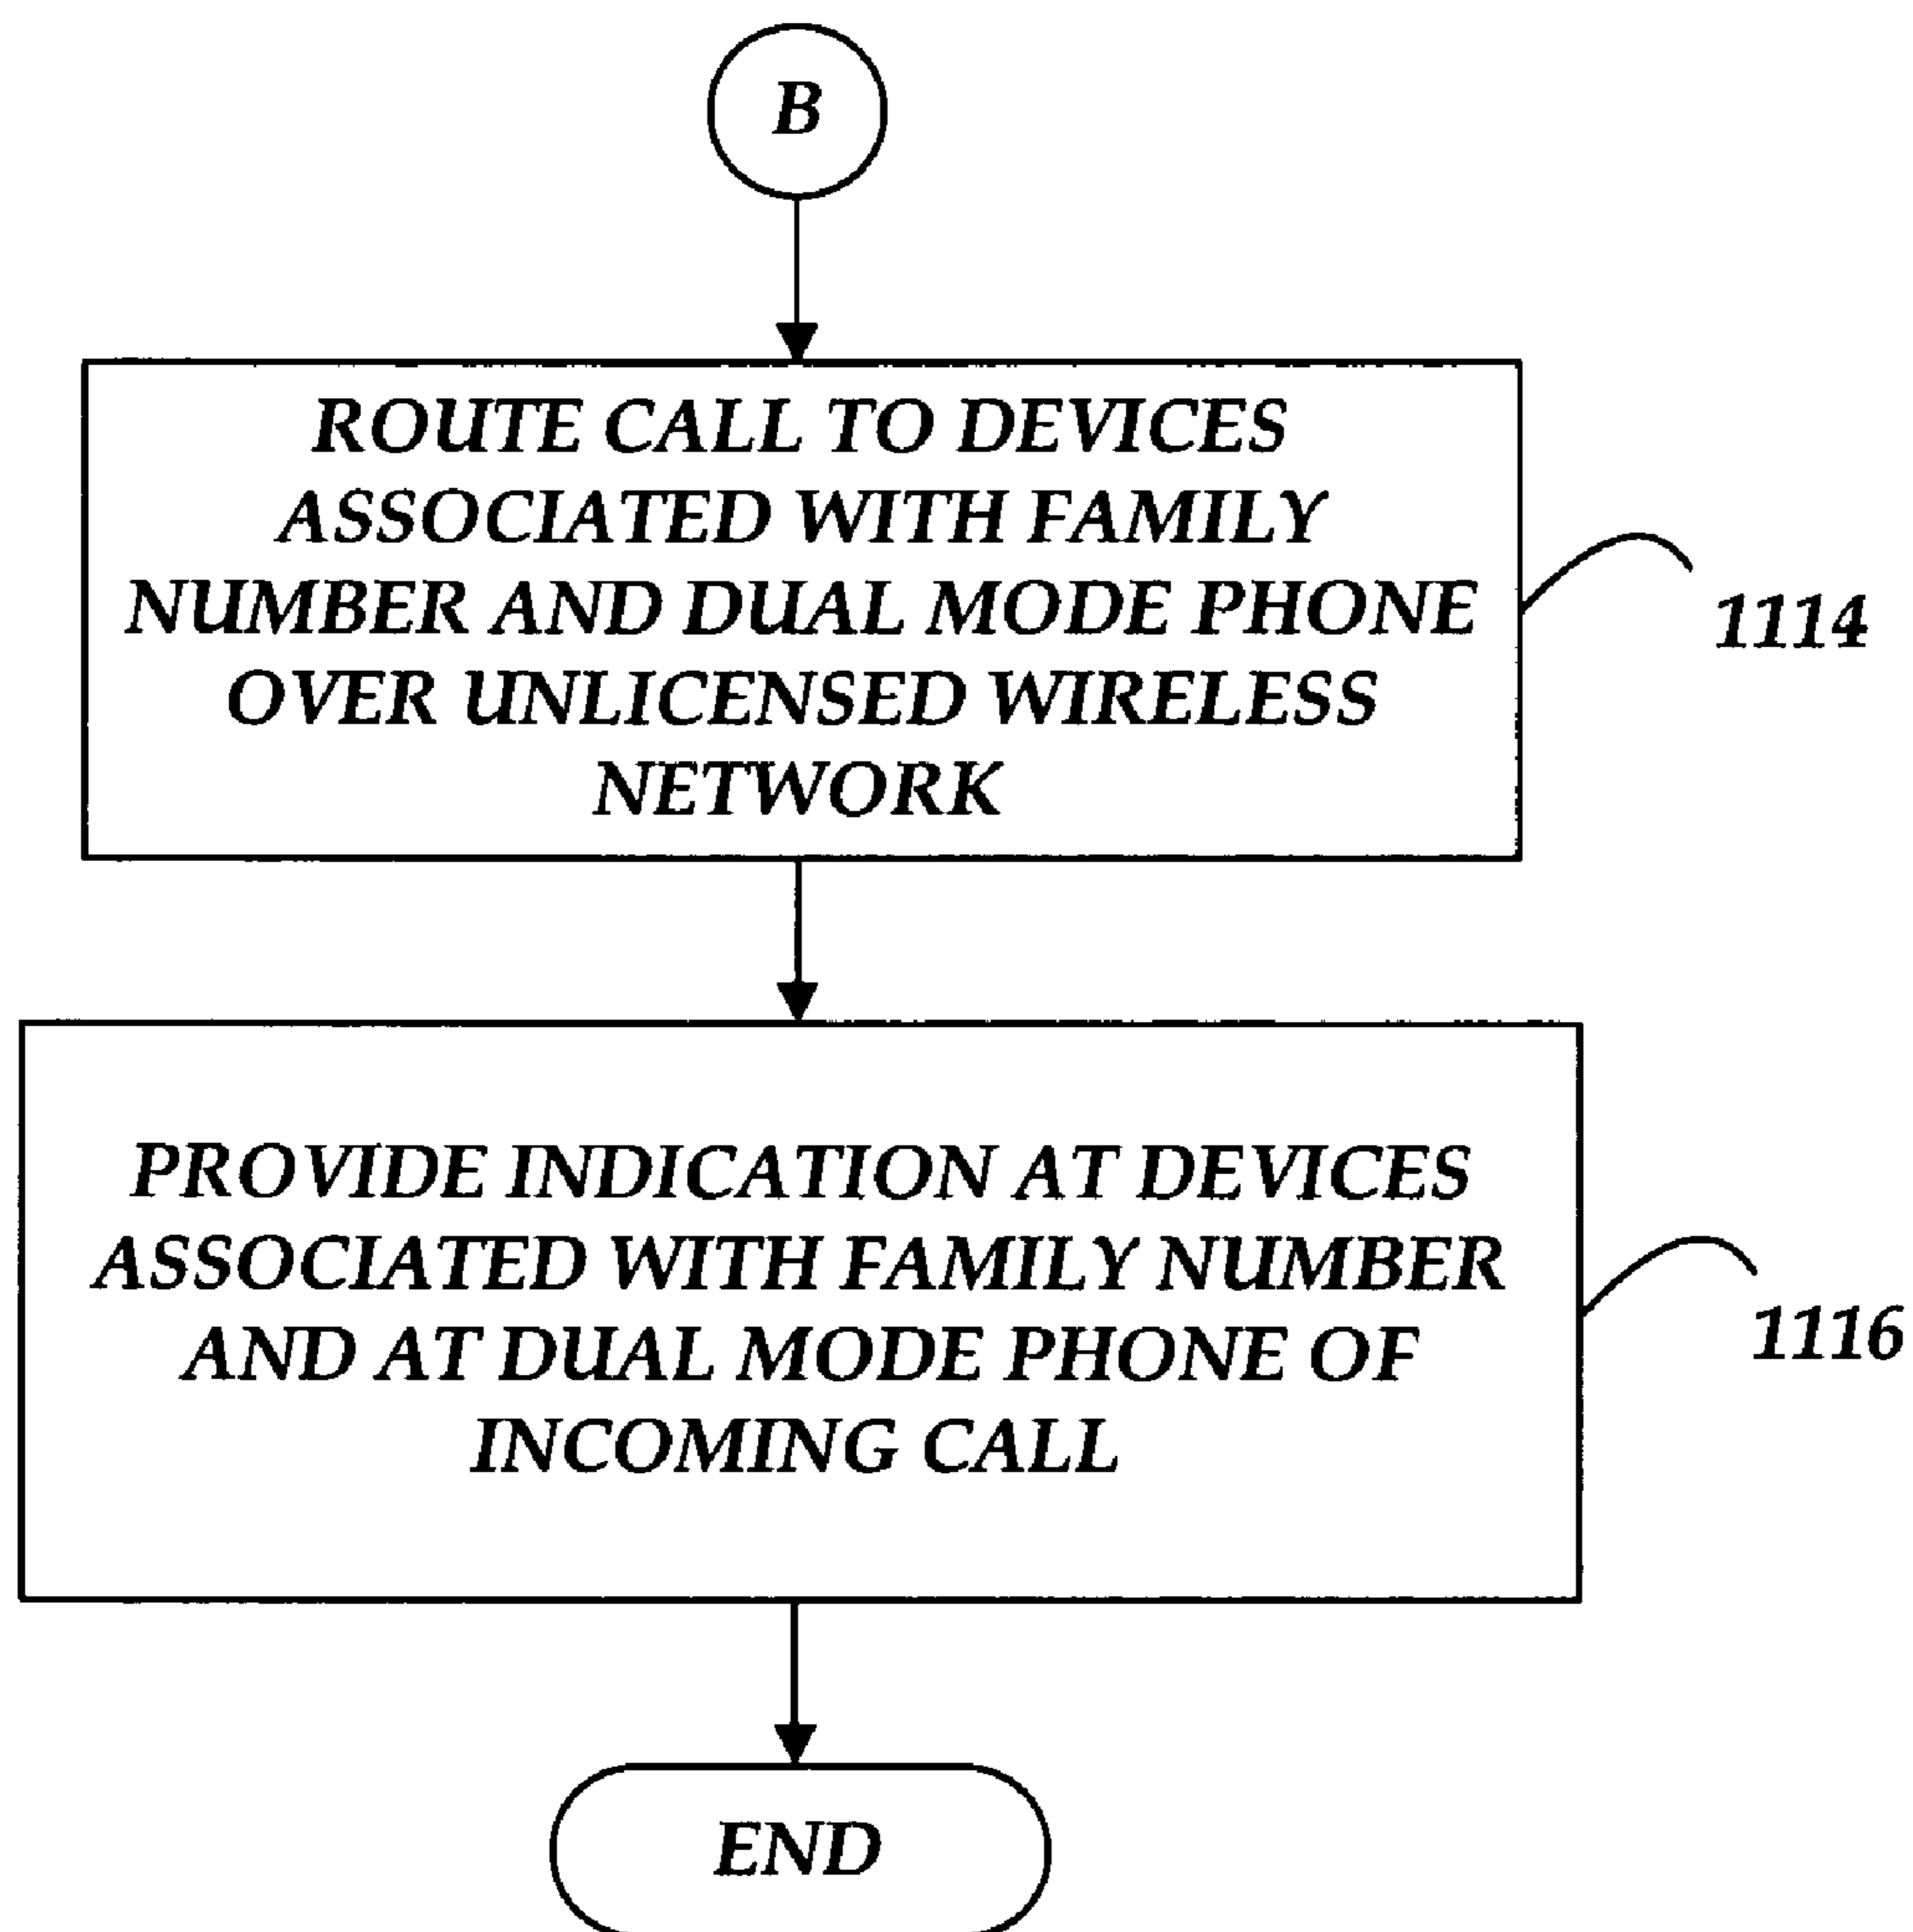 B
ROUTE CALL TO DEVICES
ASSOCIATED WITH FAMILY
NUMBER AND DUAL MODE PHONE
OVER UNLICENSED WIRELESS
NETWORK
1114
PROVIDE INDICATION AT DEVICES
ASSOCIATED WITH FAMILY NUMBER
AND AT DUAL MODE PHONE OF
INCOMING CALL
1116
END